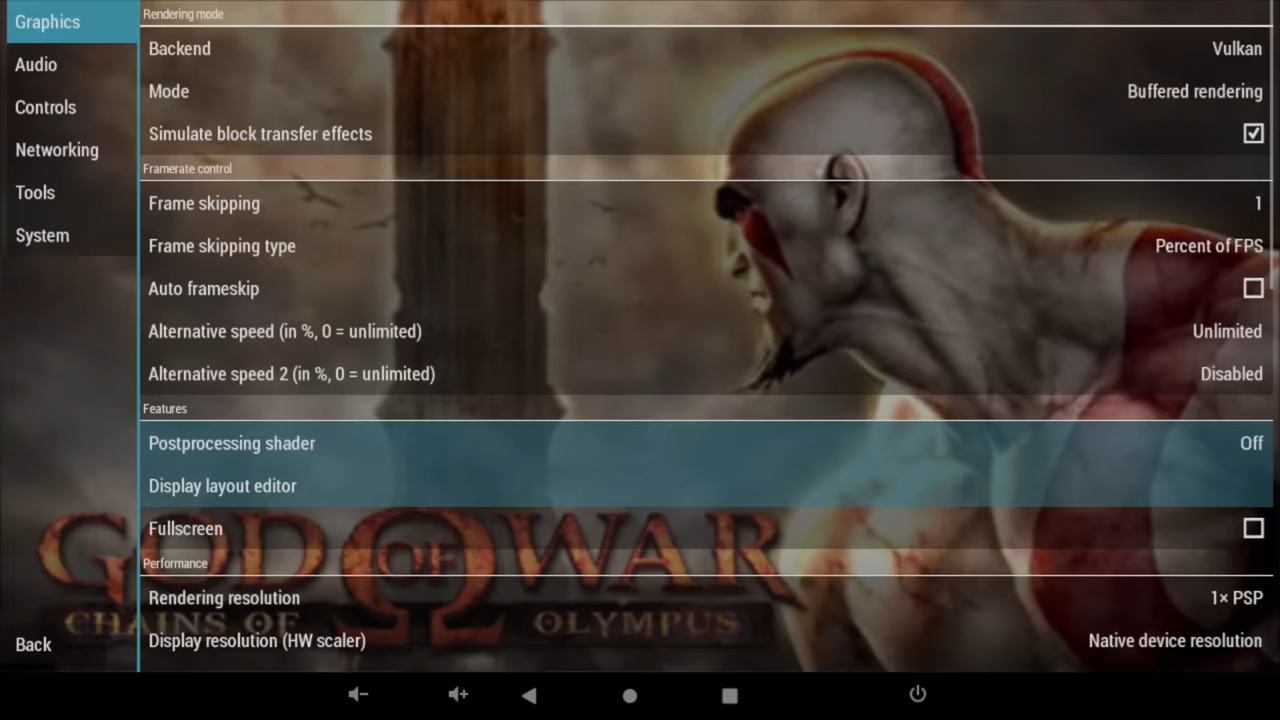 Graphics
Audio
Controls
Networking
Tools
System
Back
Rendering mode
Backend Vulkan
Mode Buffered rendering
Simulate block transfer effects
Framerate control
Frame skipping 1
Frame skipping type Percent of FPS
Auto frameskip
Alternative speed (in %, 0 = unlimited) Unlimited
Alternative speed 2 (in %, 0 = unlimited) Disabled
Features
Postprocessing shader Off
Display layout editor
Fullscreen
Performance
Rendering resolution 1× PSP
Display resolution (HW scaler) Native device resolution
GOD OF WAR
CHAINS OF OLYMPUS